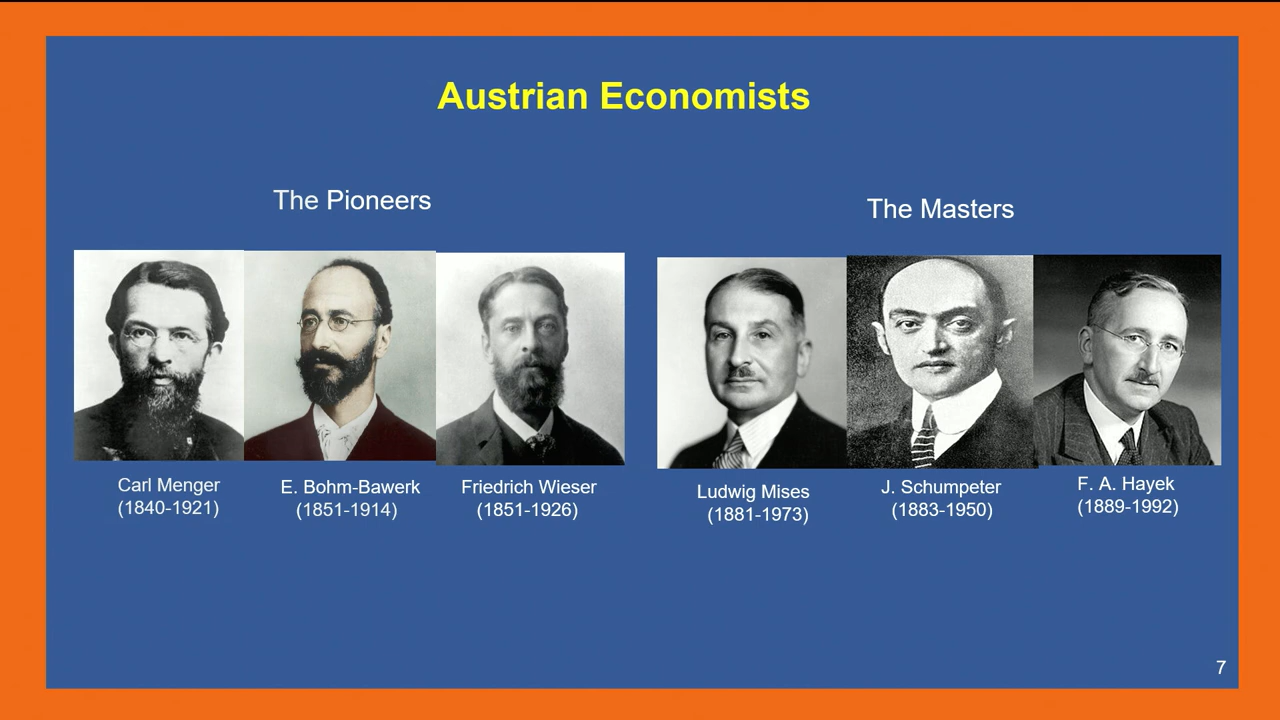 Austrian Economists
The Pioneers
The Masters
Carl Menger
(1840-1921)
E. Bohm-Bawerk
(1851-1914)
Friedrich Wieser
(1851-1926)
Ludwig Mises
(1881-1973)
J. Schumpeter
(1883-1950)
F. A. Hayek
(1889-1992)
7